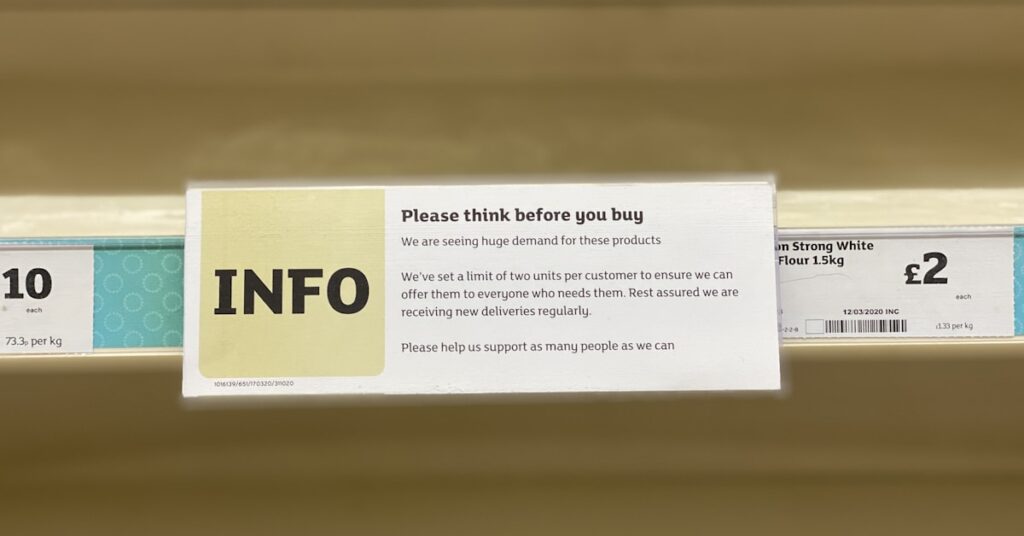 10
each
73.3p per kg
INFO
Please think before you buy
We are seeing huge demand for these products
We've set a limit of two units per customer to ensure we can
offer them to everyone who needs them. Rest assured we are
receiving new deliveries regularly.
Please help us support as many people as we can
1016139/651/170320/311020
on Strong White
Flour 1.5kg
£2
each
12/03/2020 INC
-2-2-8
£1.33 per kg